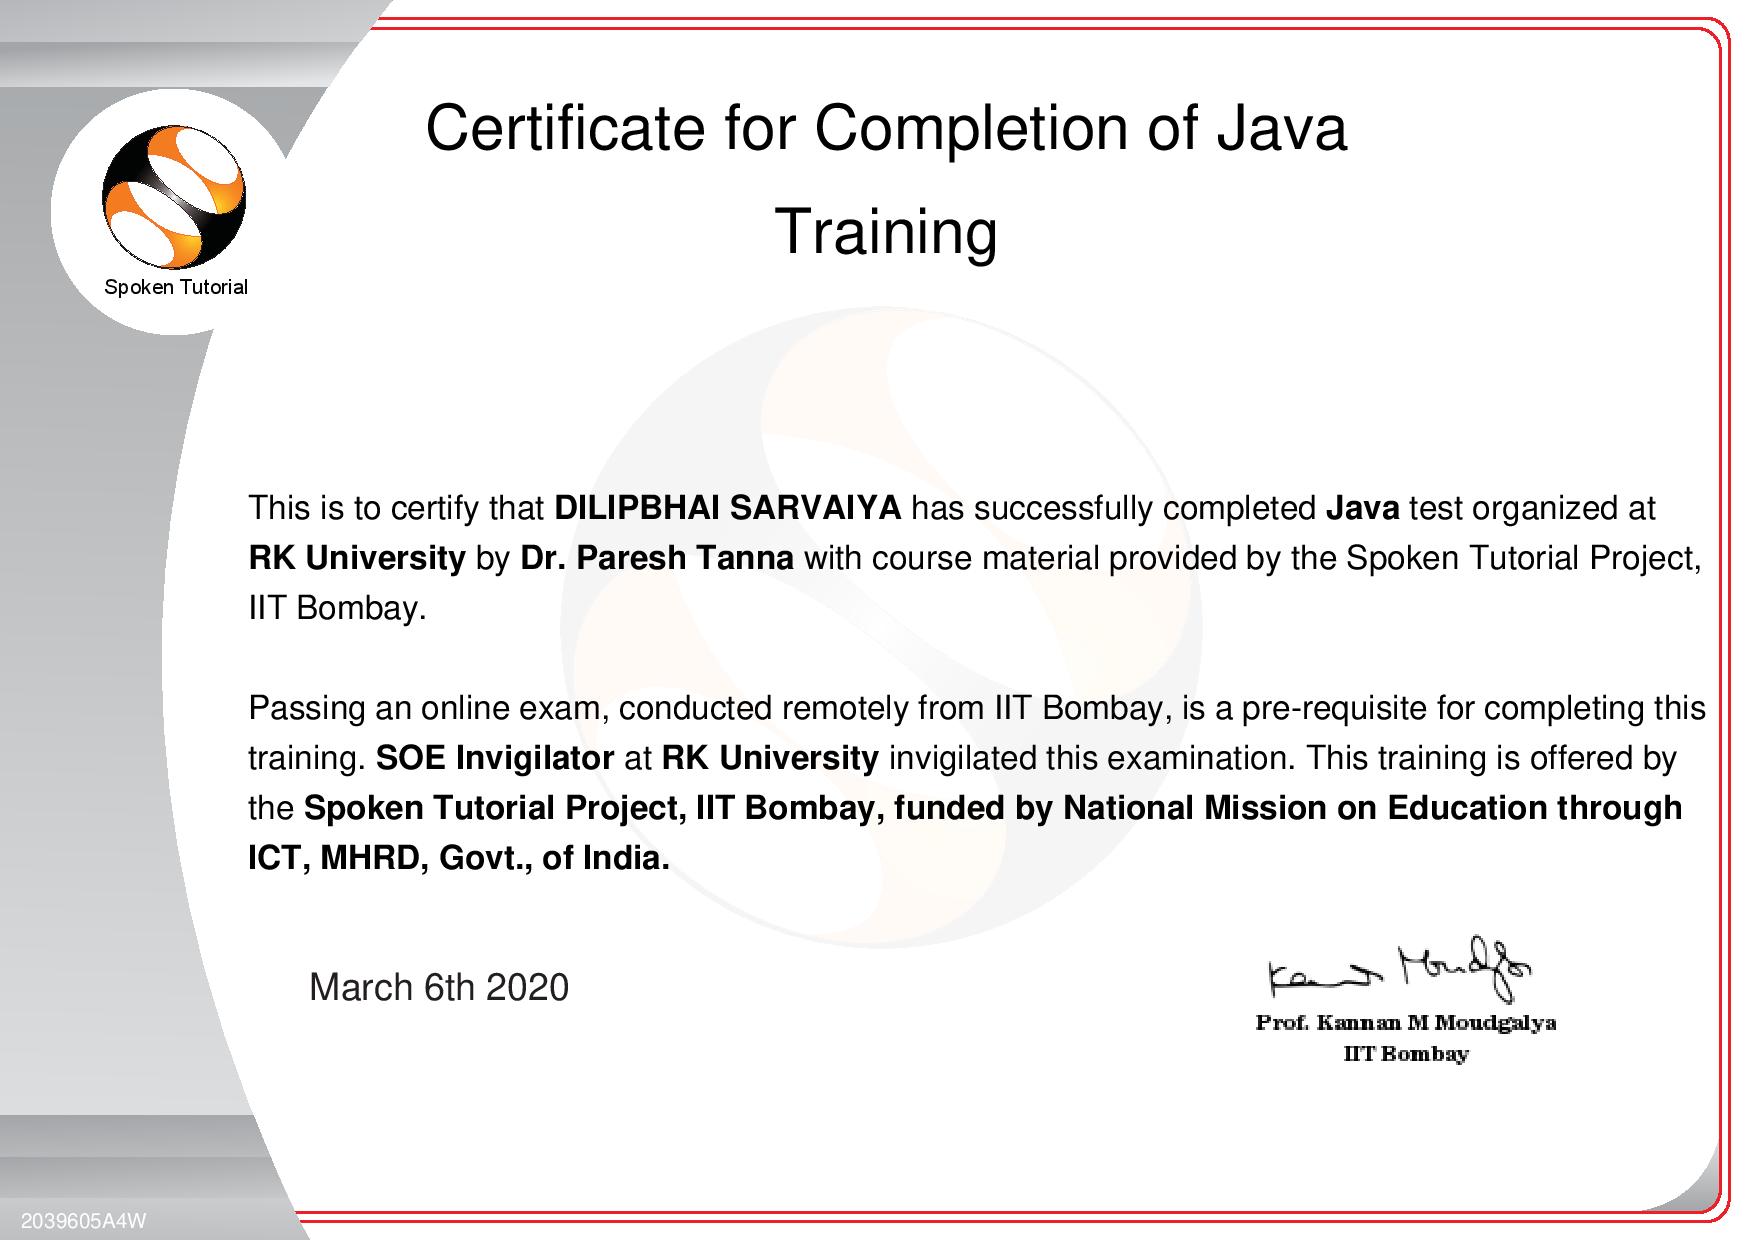 Certificate for Completion of Java
Training
Spoken Tutorial
This is to certify that DILIPBHAI SARVAIYA has successfully completed Java test organized at
RK University by Dr. Paresh Tanna with course material provided by the Spoken Tutorial Project,
IIT Bombay.
Passing an online exam, conducted remotely from IIT Bombay, is a pre-requisite for completing this
training. SOE Invigilator at RK University invigilated this examination. This training is offered by
the Spoken Tutorial Project, IIT Bombay, funded by National Mission on Education through
ICT, MHRD, Govt., of India.
March 6th 2020
Kannan Moudgalya
Prof. Kannan M Moudgalya
IIT Bombay
2039605A4W